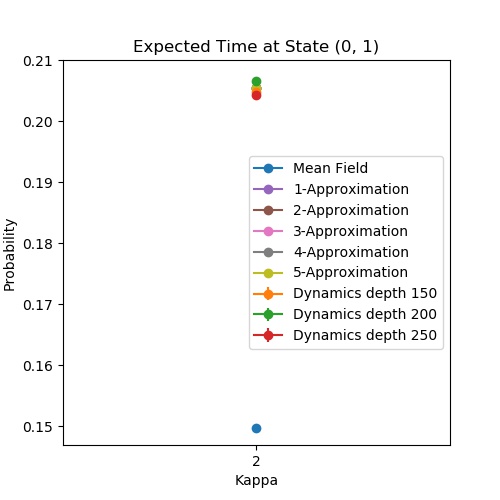 Expected Time at State (0, 1)
Probability
0.21
0.20
0.19
0.18
0.17
0.16
0.15
Mean Field
1-Approximation
2-Approximation
3-Approximation
4-Approximation
5-Approximation
Dynamics depth 150
Dynamics depth 200
Dynamics depth 250
2
Kappa